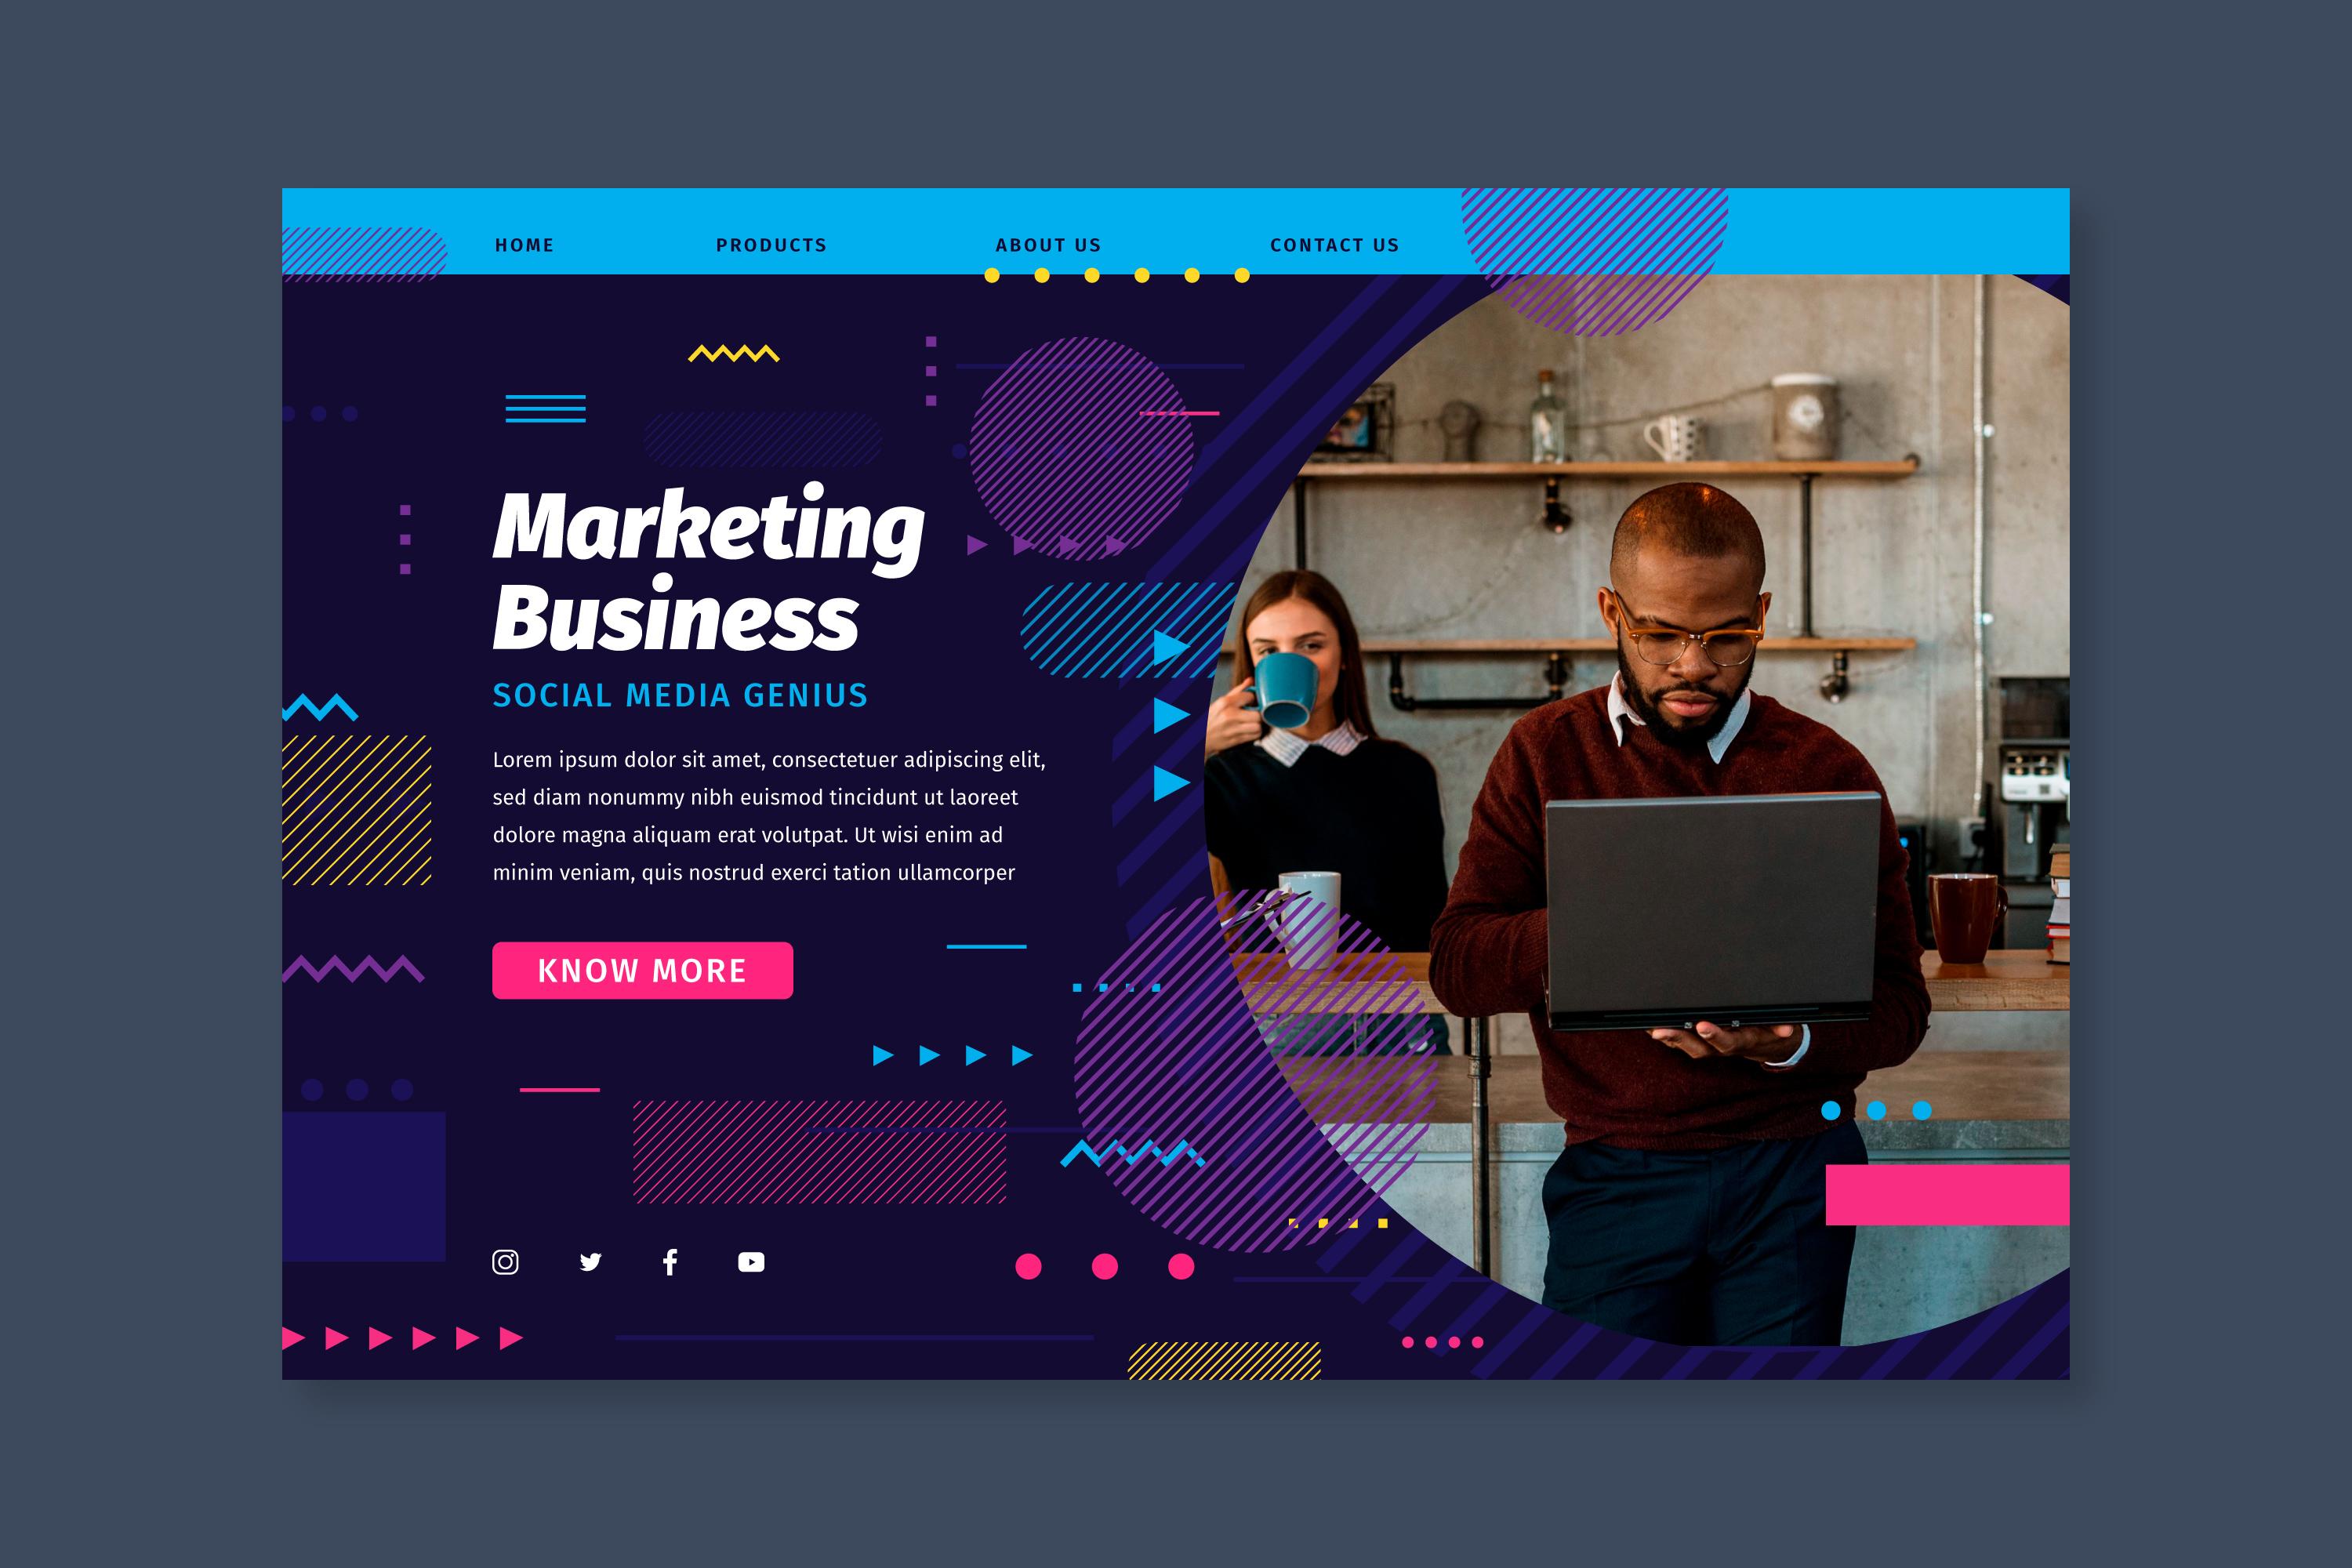 HOME PRODUCTS ABOUT US CONTACT US
Marketing
Business
SOCIAL MEDIA GENIUS
Lorem ipsum dolor sit amet, consectetuer adipiscing elit,
sed diam nonummy nibh euismod tincidunt ut laoreet
dolore magna aliquam erat volutpat. Ut wisi enim ad
minim veniam, quis nostrud exerci tation ullamcorper
KNOW MORE